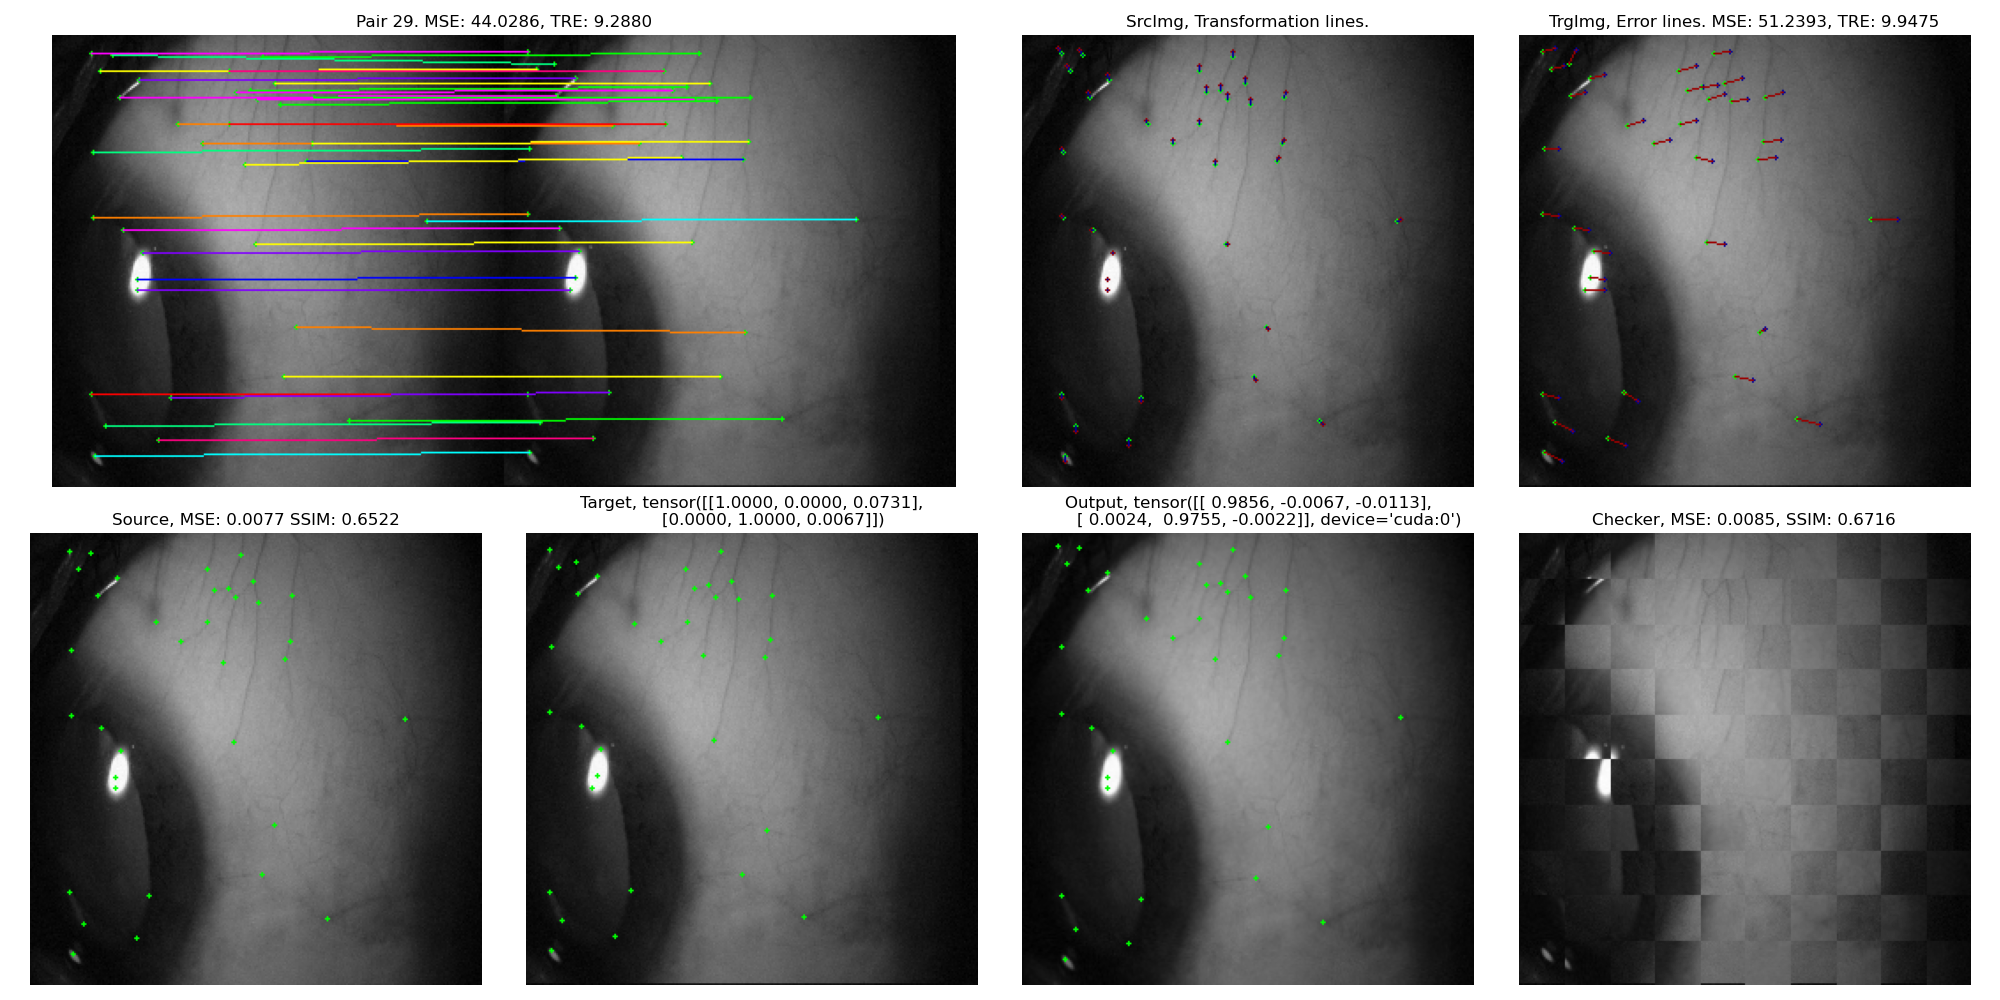 Pair 29. MSE: 44.0286, TRE: 9.2880
SrcImg, Transformation lines.
TrgImg, Error lines. MSE: 51.2393, TRE: 9.9475
Source, MSE: 0.0077 SSIM: 0.6522
Target, tensor([[1.0000, 0.0000, 0.0731],
[0.0000, 1.0000, 0.0067]])
Output, tensor([[ 0.9856, -0.0067, -0.0113],
[ 0.0024, 0.9755, -0.0022]], device='cuda:0')
Checker, MSE: 0.0085, SSIM: 0.6716